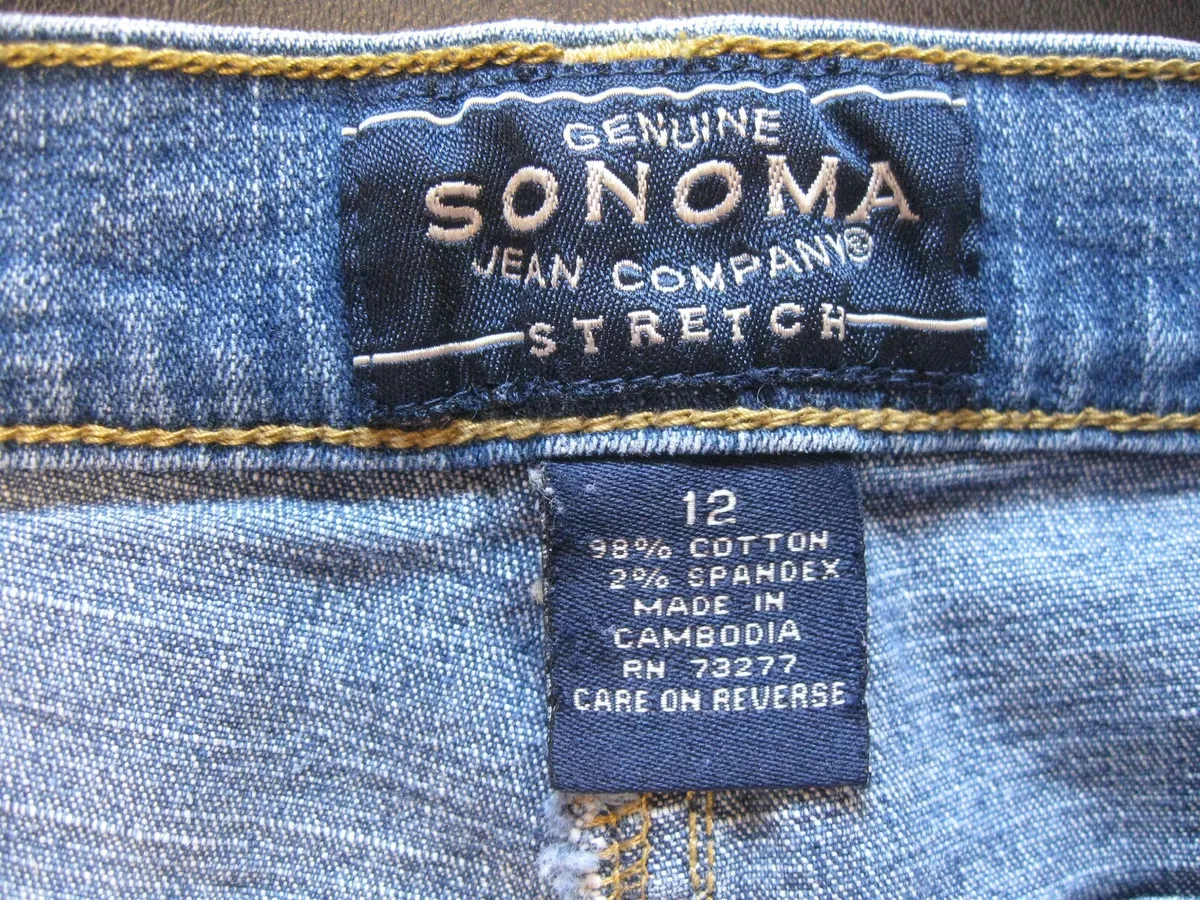 GENUINE
SONOMA
JEAN COMPANY®
STRETCH
12
98% COTTON
2% SPANDEX
MADE IN
CAMBODIA
RN 73277
CARE ON REVERSE